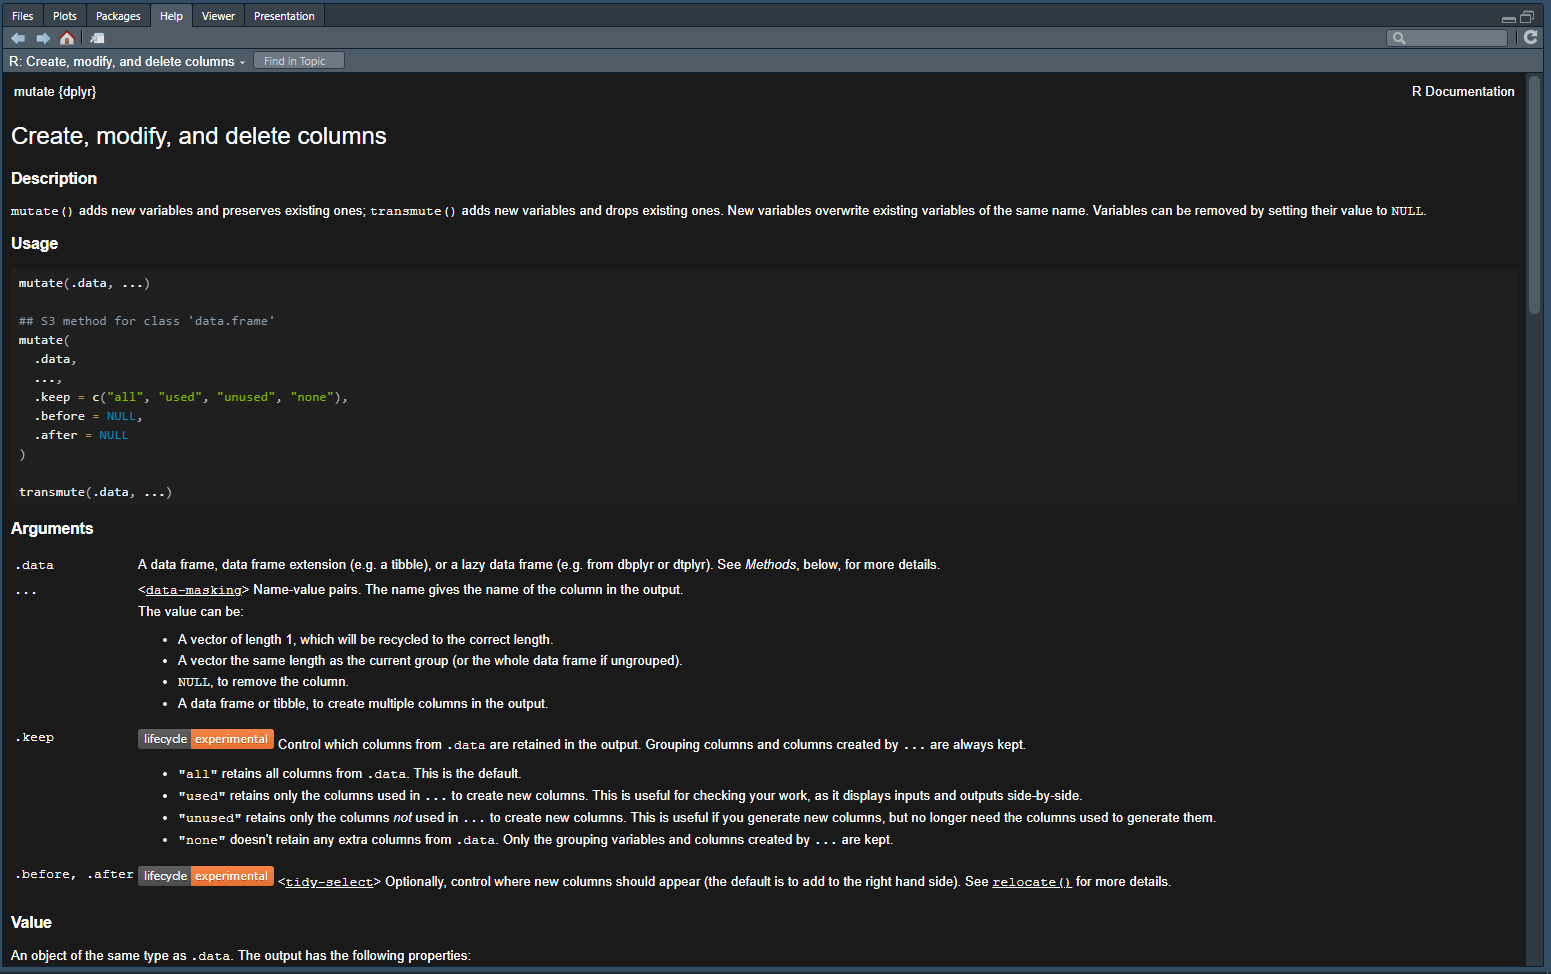 Files Plots Packages Help Viewer Presentation
R: Create, modify, and delete columns Find in Topic
mutate {dplyr} R Documentation
Create, modify, and delete columns
Description
mutate() adds new variables and preserves existing ones; transmute() adds new variables and drops existing ones. New variables overwrite existing variables of the same name. Variables can be removed by setting their value to NULL.
Usage
mutate(.data, ...)
## S3 method for class 'data.frame'
mutate(
.data,
...,
.keep = c("all", "used", "unused", "none"),
.before = NULL,
.after = NULL
)
transmute(.data, ...)
Arguments
.data A data frame, data frame extension (e.g. a tibble), or a lazy data frame (e.g. from dbplyr or dtplyr). See Methods, below, for more details.
... <data-masking> Name-value pairs. The name gives the name of the column in the output.
The value can be:
• A vector of length 1, which will be recycled to the correct length.
• A vector the same length as the current group (or the whole data frame if ungrouped).
• NULL, to remove the column.
• A data frame or tibble, to create multiple columns in the output.
.keep lifecycle experimental Control which columns from .data are retained in the output. Grouping columns and columns created by ... are always kept.
• "all" retains all columns from .data. This is the default.
• "used" retains only the columns used in ... to create new columns. This is useful for checking your work, as it displays inputs and outputs side-by-side.
• "unused" retains only the columns not used in ... to create new columns. This is useful if you generate new columns, but no longer need the columns used to generate them.
• "none" doesn't retain any extra columns from .data. Only the grouping variables and columns created by ... are kept.
.before, .after lifecycle experimental <tidy-select> Optionally, control where new columns should appear (the default is to add to the right hand side). See relocate() for more details.
Value
An object of the same type as .data. The output has the following properties: